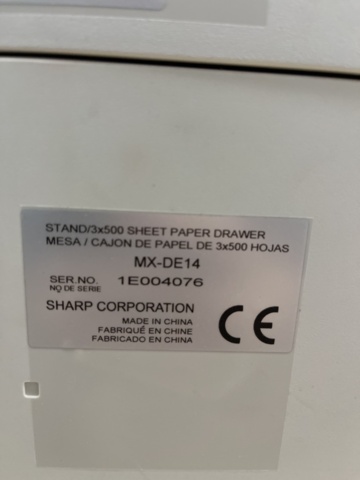 STAND/3x500 SHEET PAPER DRAWER
MESA / CAJON DE PAPEL DE 3x500 HOJAS
MX-DE14
SER.NO. 1E004076
NO DE SERIE
SHARP CORPORATION
MADE IN CHINA
FABRIQUÉ EN CHINE
FABRICADO EN CHINA
CE